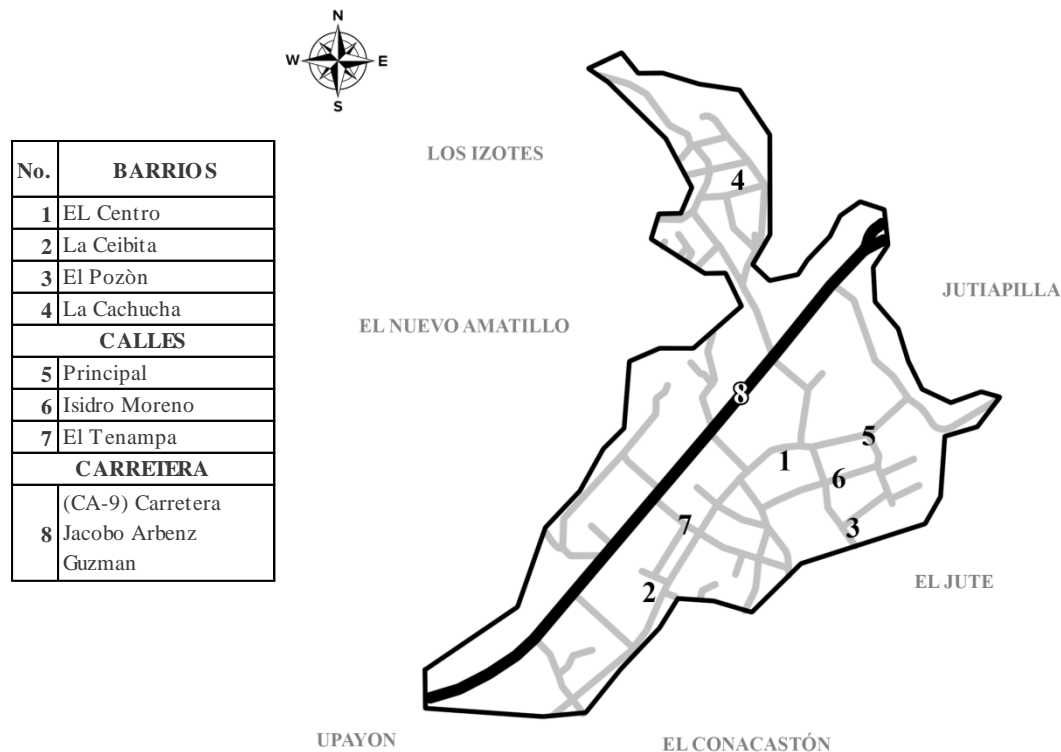 N
W E
S
LOS IZOTES
No. BARRIOS
1 EL Centro
2 La Ceibita
3 El Pozòn
4 La Cachucha
CALLES
5 Principal
6 Isidro Moreno
7 El Tenampa
CARRETERA
8 (CA-9) Carretera
Jacobo Arbenz
Guzman
4
JUTIAPILLA
EL NUEVO AMATILLO
8
5
1
6
7
3
EL JUTE
2
UPAYON
EL CONACASTÓN